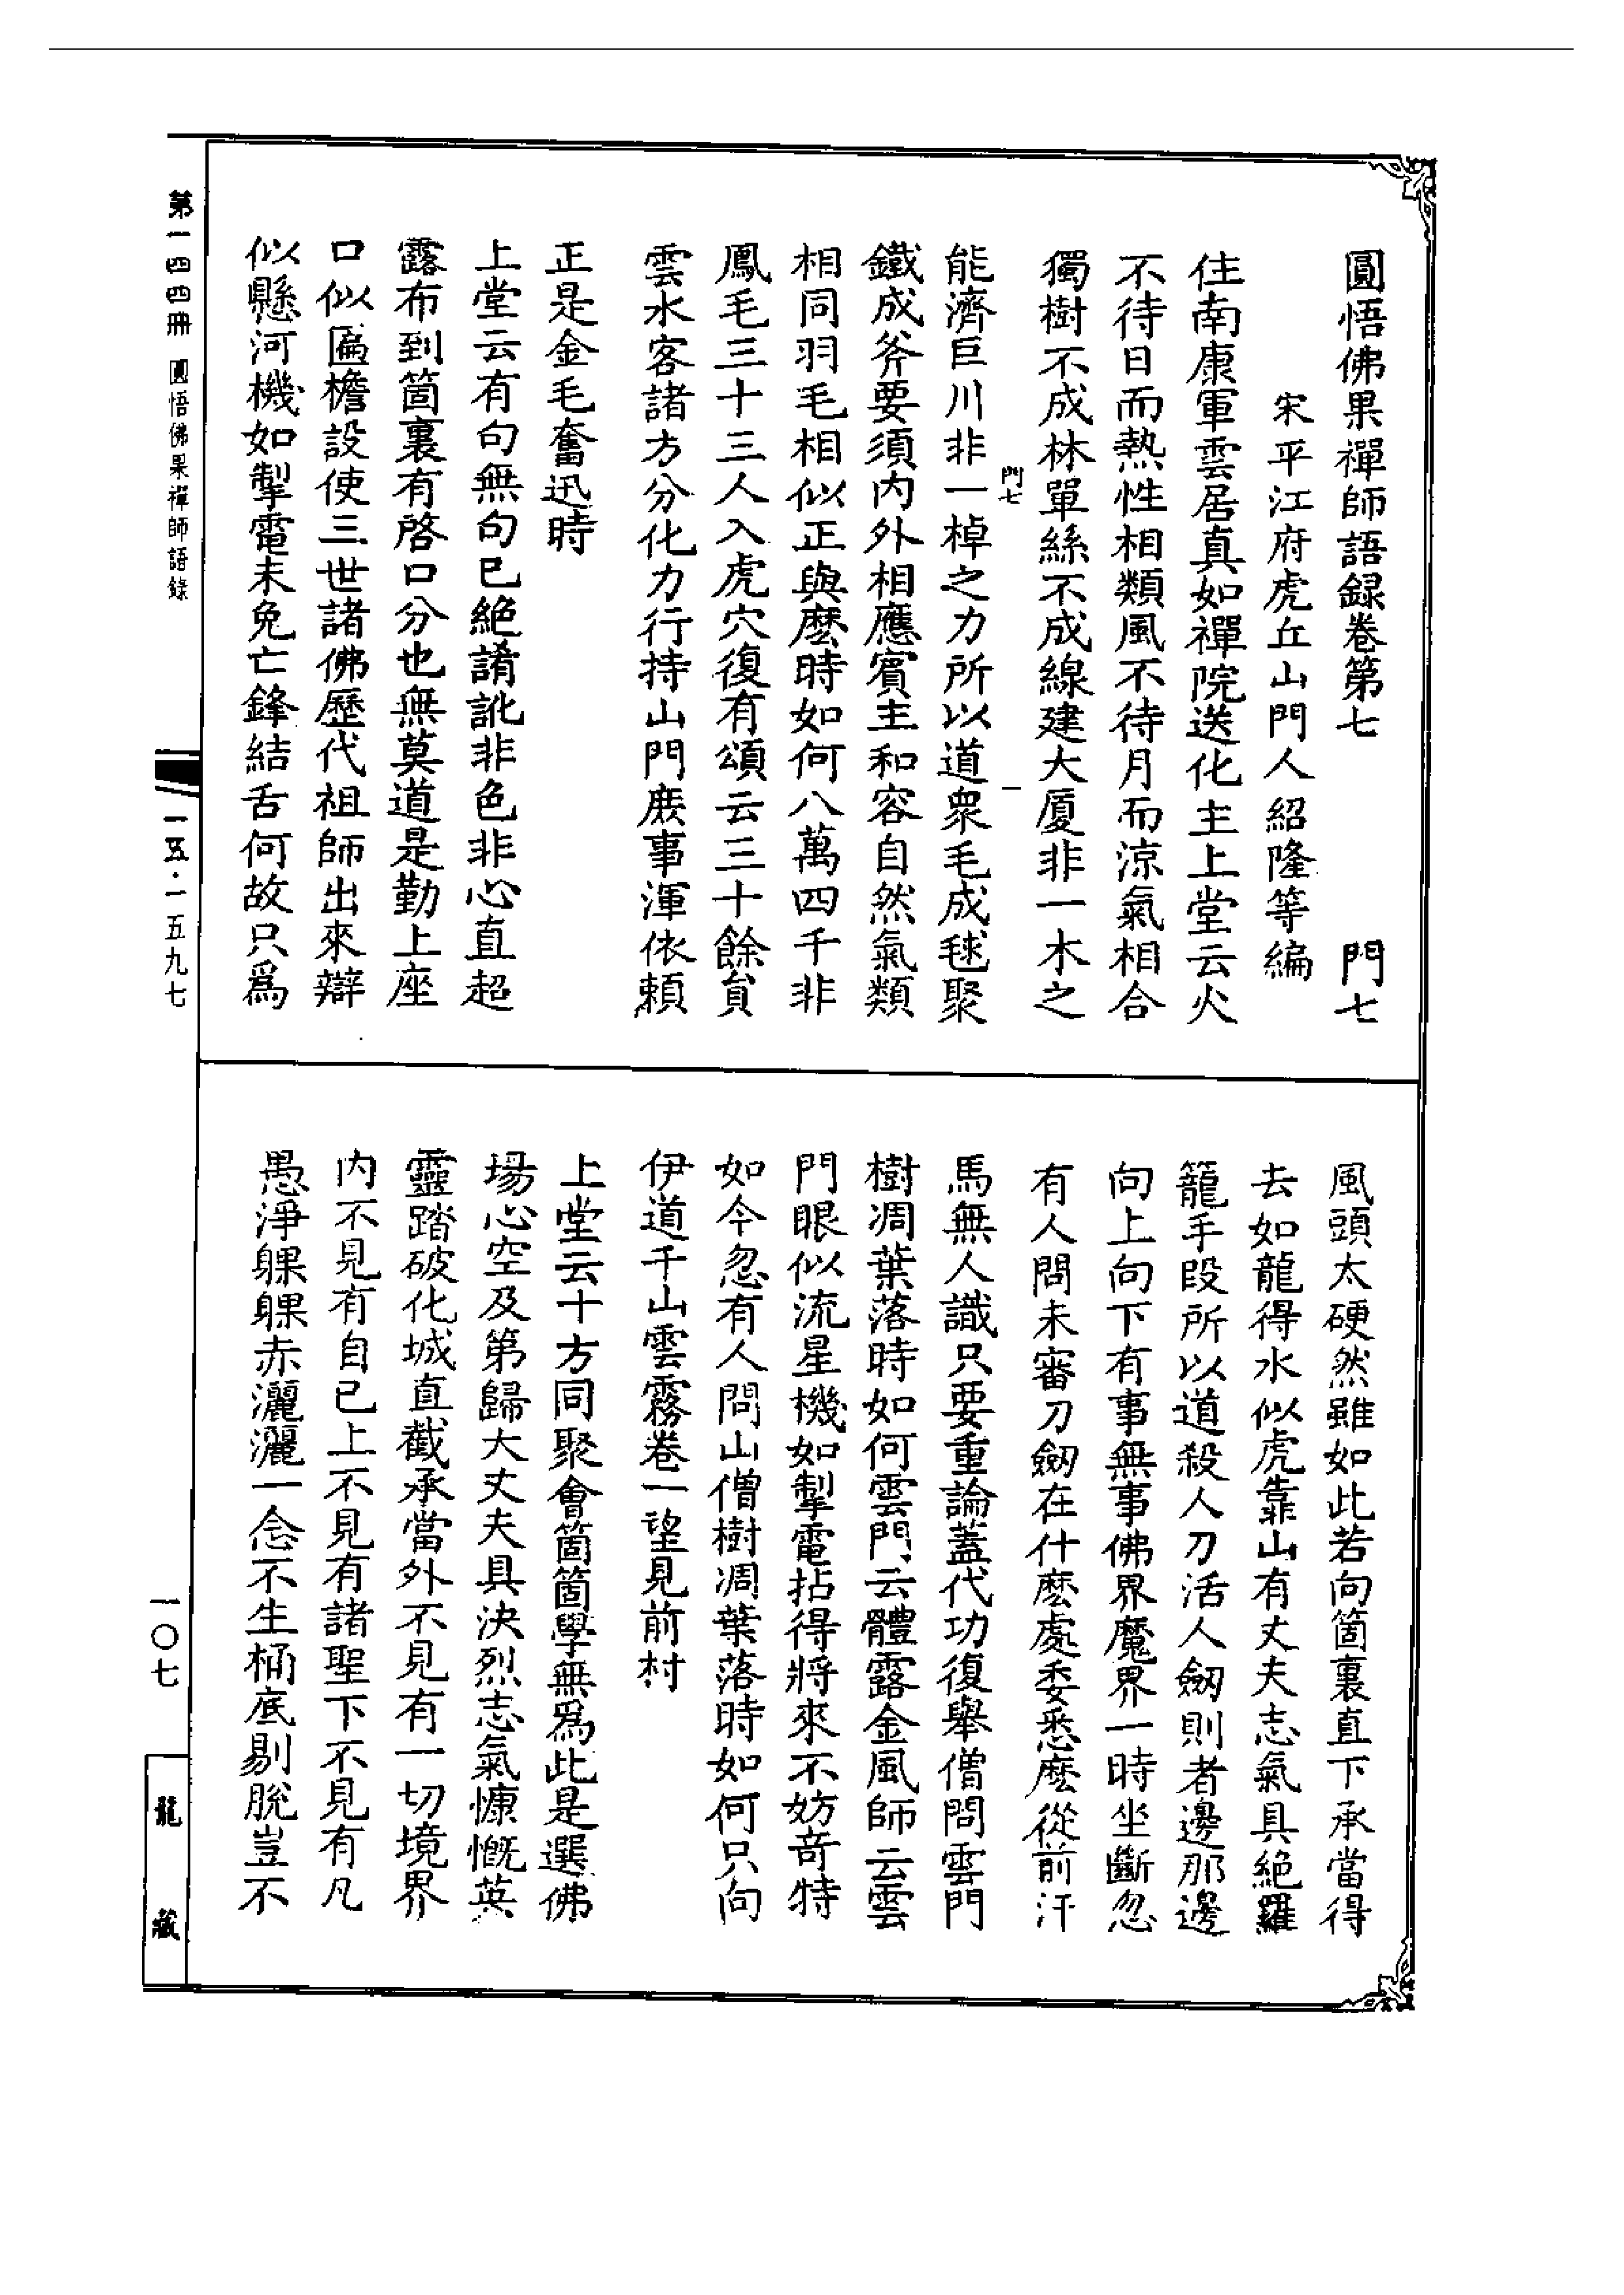 圓悟佛果禪師語録卷第七　門七
宋平江府虎丘山門人紹隆等編
住南康軍雲居真如禪院送化主上堂云火
不待日而熱性相類風不待月而涼氣相合
獨樹不成林單絲不成線建大厦非一木之
門七　一
能濟巨川非一棹之力所以道衆毛成毬聚
鐵成斧要須内外相應賓主和容自然氣類
相同羽毛相似正與麽時如何八萬四千非
鳳毛三十三人入虎穴復有頌云三十餘員
雲水客諸方分化力行持山門庶事渾依頼
正是金毛奮迅時
上堂云有句無句已絶誵訛非色非心直超
露布到箇裏有啓口分也無莫道是勤上座
口似匾檐設使三世諸佛歷代祖師出來辯
似懸河機如掣電未免亡鋒結舌何故只爲
風頭太硬然雖如此若向箇裏直下承當得
去如龍得水似虎靠山有丈夫志氣具絶羅
籠手段所以道殺人刀活人劒則者邊那邊
向上向下有事無事佛界魔界一時坐斷忽
有人問未審刀劒在什麽處委悉麽從前汗
馬無人識只要重論蓋代功復舉僧問雲門
樹凋葉落時如何雲門云體露金風師云雲
門眼似流星機如掣電拈得將來不妨竒特
如今忽有人問山僧樹凋葉落時如何只向
伊道千山雲霧卷一望見前村
上堂云十方同聚會箇箇學無爲此是選佛
場心空及第歸大丈夫具決烈志氣慷慨英
靈踏破化城直截承當外不見有一切境界
内不見有自己上不見有諸聖下不見有凡
愚淨躶躶赤灑灑一念不生桶底剔脫豈不
第一四四冊　圓悟佛果禪師語錄
一五·一五九七
一〇七
龍藏